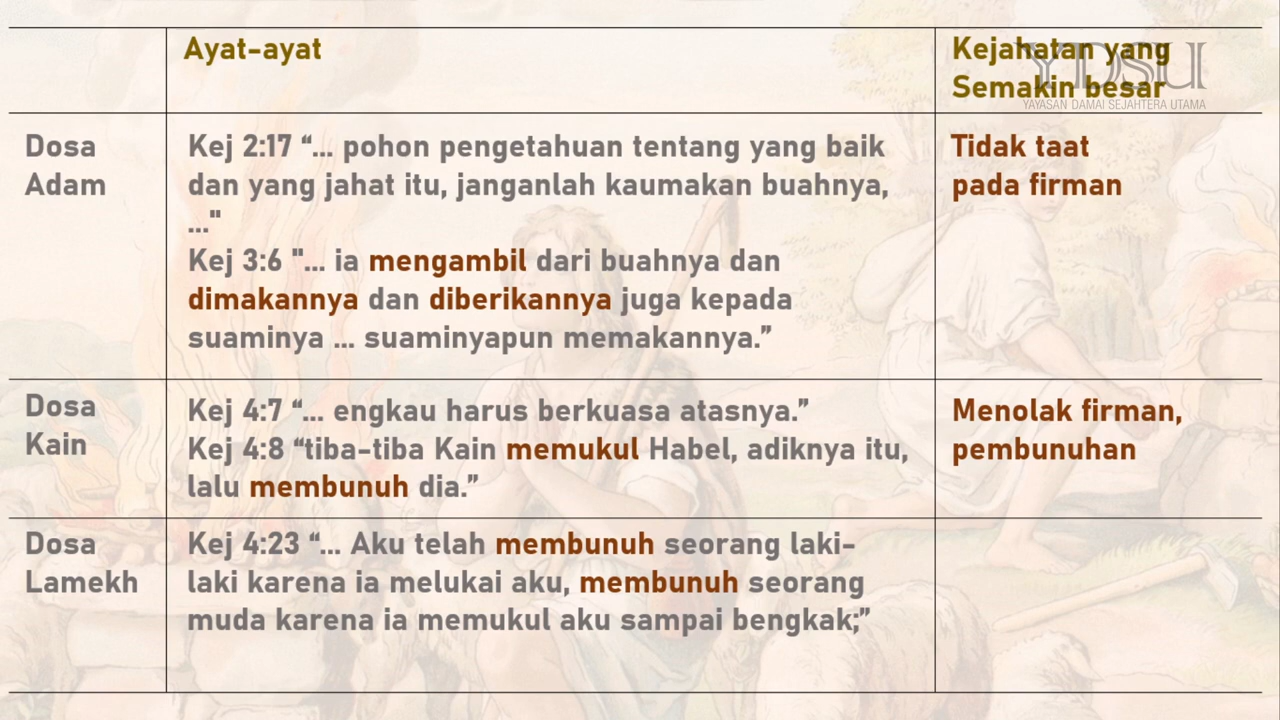 Ayat-ayat
Kejahatan yang
Semakin besar
YDSU
YAYASAN DAMAI SEJAHTERA UTAMA
Dosa
Adam
Kej 2:17 “... pohon pengetahuan tentang yang baik
dan yang jahat itu, janganlah kaumakan buahnya,
..."
Kej 3:6 "... ia mengambil dari buahnya dan
dimakannya dan diberikannya juga kepada
suaminya ... suaminyapun memakannya.”
Tidak taat
pada firman
Dosa
Kain
Kej 4:7 “... engkau harus berkuasa atasnya.”
Kej 4:8 “tiba-tiba Kain memukul Habel, adiknya itu,
lalu membunuh dia.”
Menolak firman,
pembunuhan
Dosa
Lamekh
Kej 4:23 “... Aku telah membunuh seorang laki-
laki karena ia melukai aku, membunuh seorang
muda karena ia memukul aku sampai bengkak;”